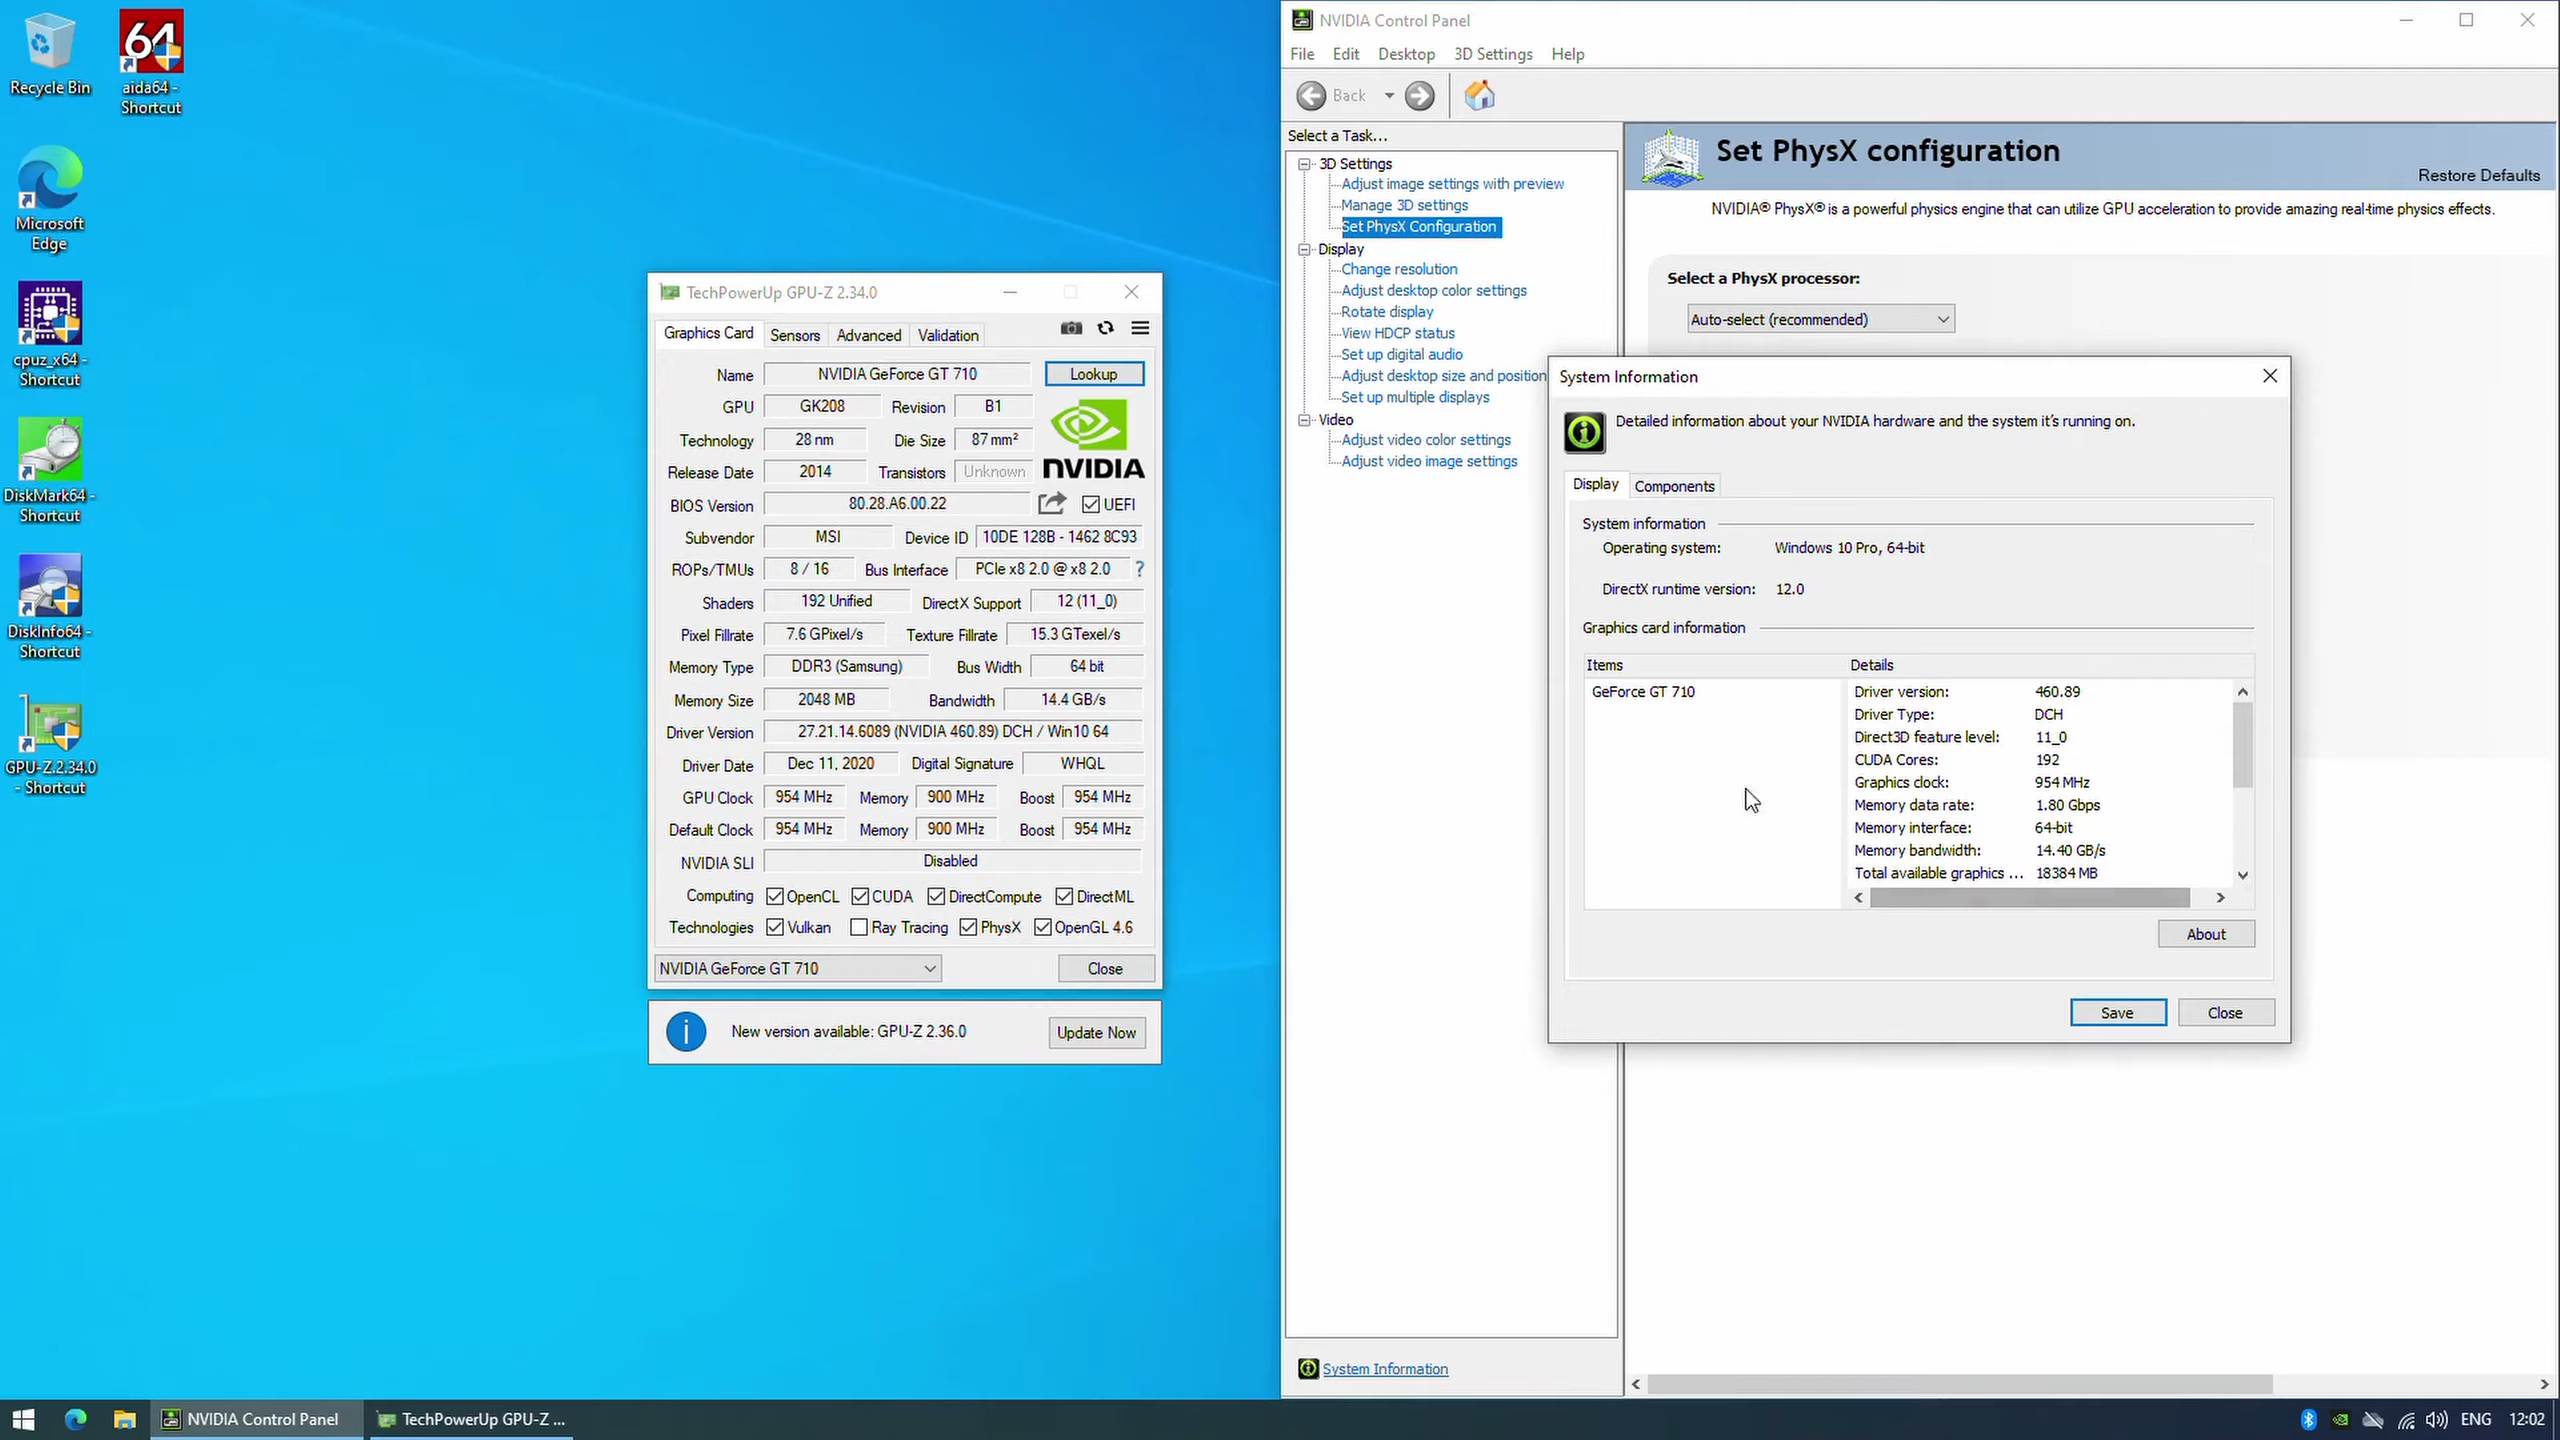 Recycle Bin
aida64 -
Shortcut
Microsoft
Edge
cpuz_x64 -
Shortcut
DiskMark64 -
Shortcut
DiskInfo64 -
Shortcut
GPU-Z.2.34.0
- Shortcut
TechPowerUp GPU-Z 2.34.0
Graphics Card Sensors Advanced Validation
Name NVIDIA GeForce GT 710 Lookup
GPU GK208 Revision B1
Technology 28 nm Die Size 87 mm²
NVIDIA
Release Date 2014 Transistors Unknown
BIOS Version 80.28.A6.00.22 UEFI
Subvendor MSI Device ID 10DE 128B - 1462 8C93
ROPs/TMUs 8 / 16 Bus Interface PCIe x8 2.0 @ x8 2.0 ?
Shaders 192 Unified DirectX Support 12 (11_0)
Pixel Fillrate 7.6 GPixel/s Texture Fillrate 15.3 GTexel/s
Memory Type DDR3 (Samsung) Bus Width 64 bit
Memory Size 2048 MB Bandwidth 14.4 GB/s
Driver Version 27.21.14.6089 (NVIDIA 460.89) DCH / Win10 64
Driver Date Dec 11, 2020 Digital Signature WHQL
GPU Clock 954 MHz Memory 900 MHz Boost 954 MHz
Default Clock 954 MHz Memory 900 MHz Boost 954 MHz
NVIDIA SLI Disabled
Computing OpenCL CUDA DirectCompute DirectML
Technologies Vulkan Ray Tracing PhysX OpenGL 4.6
NVIDIA GeForce GT 710 Close
New version available: GPU-Z 2.36.0 Update Now
NVIDIA Control Panel
File Edit Desktop 3D Settings Help
Back
Select a Task...
3D Settings
Adjust image settings with preview
Manage 3D settings
Set PhysX Configuration
Display
Change resolution
Adjust desktop color settings
Rotate display
View HDCP status
Set up digital audio
Adjust desktop size and position
Set up multiple displays
Video
Adjust video color settings
Adjust video image settings
System Information
Set PhysX configuration
Restore Defaults
NVIDIA® PhysX® is a powerful physics engine that can utilize GPU acceleration to provide amazing real-time physics effects.
Select a PhysX processor:
Auto-select (recommended)
System Information
Detailed information about your NVIDIA hardware and the system it's running on.
Display Components
System information
Operating system: Windows 10 Pro, 64-bit
DirectX runtime version: 12.0
Graphics card information
Items Details
GeForce GT 710
Driver version: 460.89
Driver Type: DCH
Direct3D feature level: 11_0
CUDA Cores: 192
Graphics clock: 954 MHz
Memory data rate: 1.80 Gbps
Memory interface: 64-bit
Memory bandwidth: 14.40 GB/s
Total available graphics ... 18384 MB
About
Save Close
NVIDIA Control Panel TechPowerUp GPU-Z ... ENG 12:02